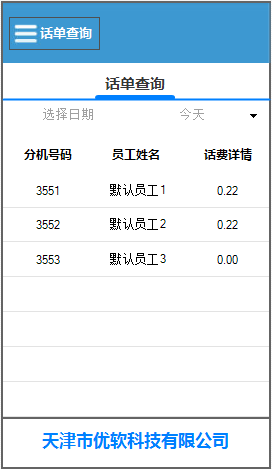 话单查询
话单查询
选择日期 今天
分机号码 员工姓名 话费详情
3551 默认员工1 0.22
3552 默认员工2 0.22
3553 默认员工3 0.00
天津市优软科技有限公司